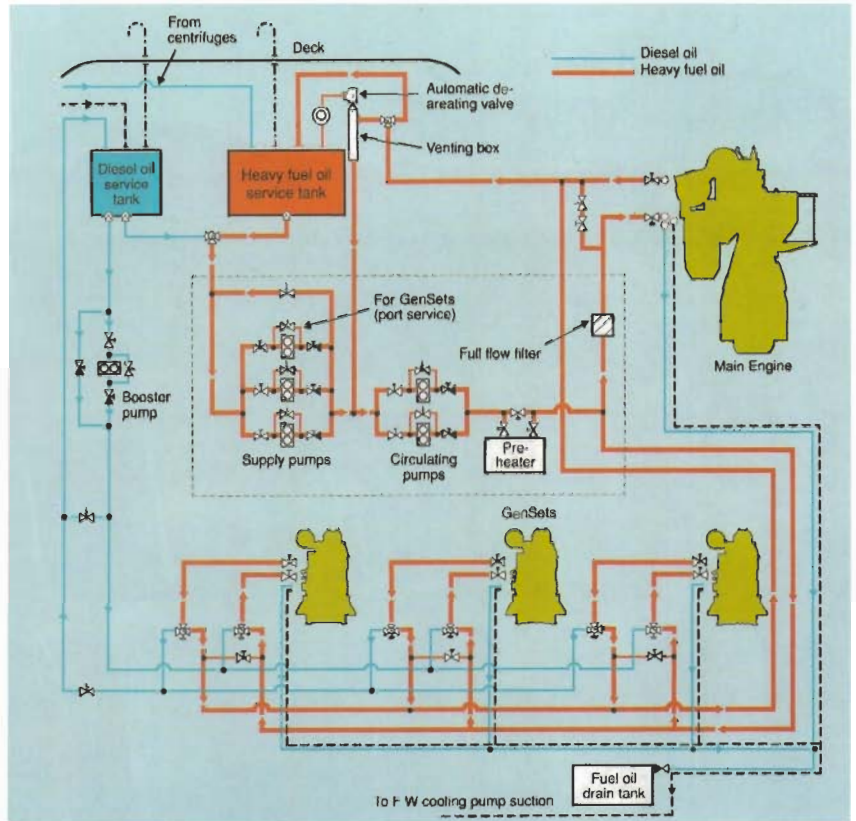 From
centrifuges
Deck
Diesel oil
Heavy fuel oil
Automatic de-
areating valve
Venting box
Diesel oil
service
tank
Heavy fuel oil
service tank
For GenSets
(port service)
Full flow filter
Main Engine
Booster
pump
Supply pumps
Circulating
pumps
Pre-
heater
GenSets
Fuel oil
drain tank
To F W cooling pump suction